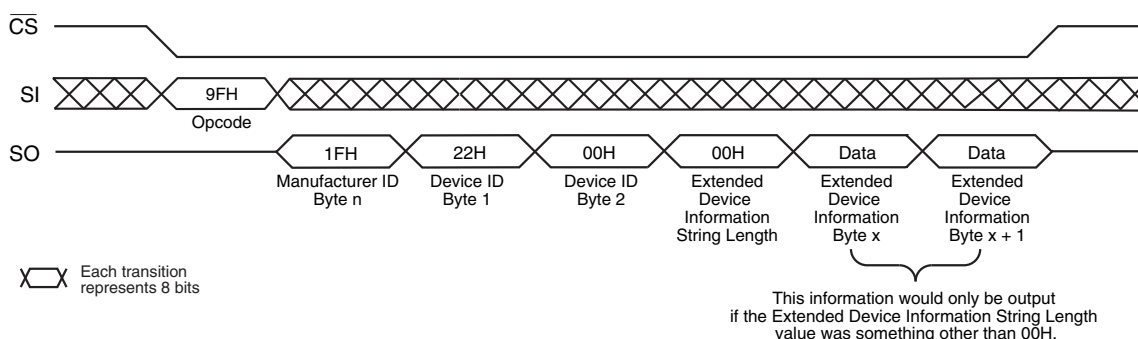 CS
SI
9FH
Opcode
SO
1FH
22H
00H
00H
Data
Data
Manufacturer ID
Byte n
Device ID
Byte 1
Device ID
Byte 2
Extended
Device
Information
String Length
Extended
Device
Information
Byte x
Extended
Device
Information
Byte x + 1
Each transition
represents 8 bits
This information would only be output
if the Extended Device Information String Length
value was something other than 00H.